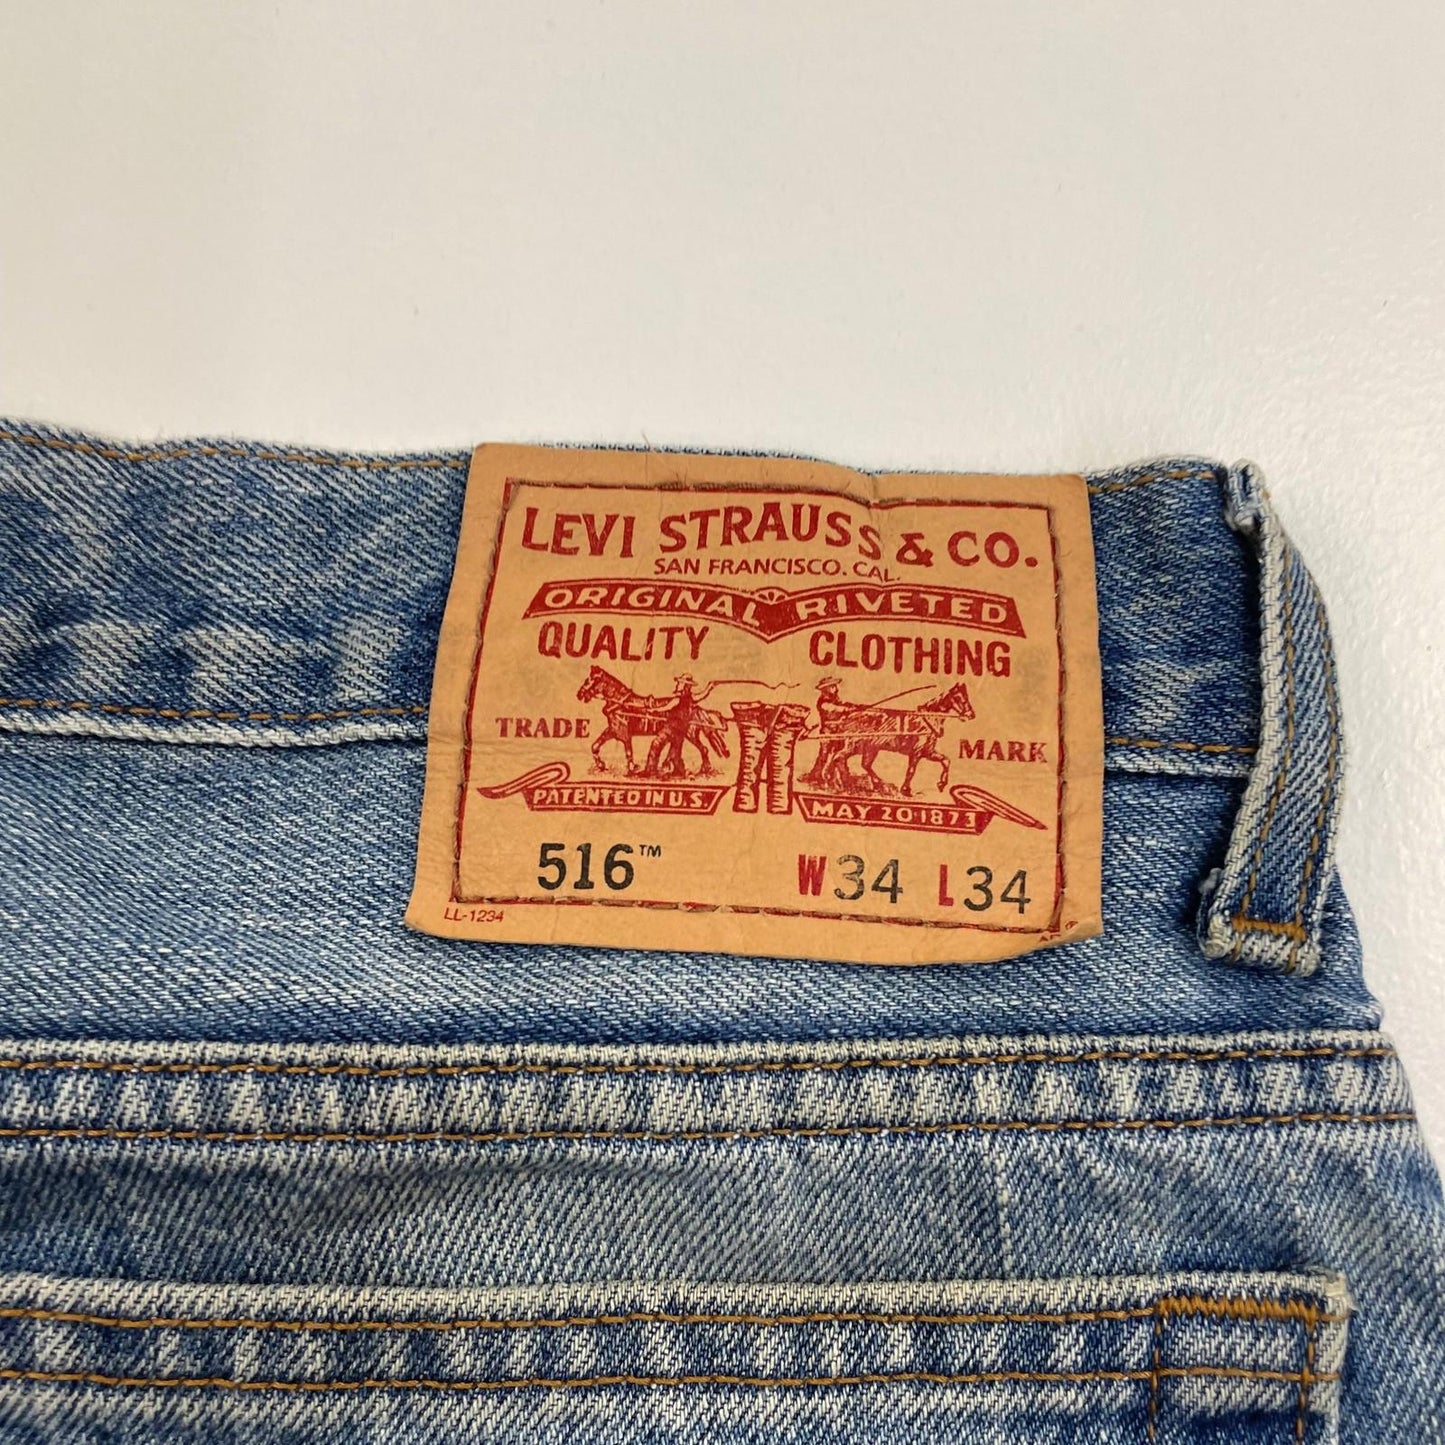 LEVI STRAUSS & CO.
SAN FRANCISCO. CAL.
ORIGINAL RIVETED
QUALITY CLOTHING
TRADE MARK
PATENTED IN U.S. MAY 20 1873
516™ W34 L34
LL-1234
®